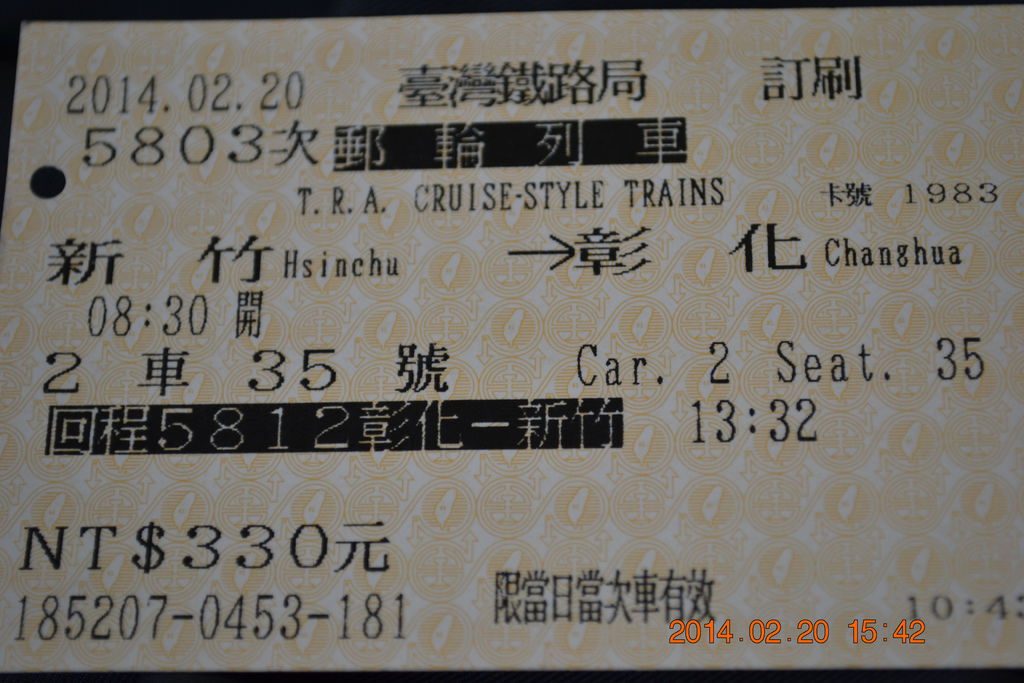 2014.02.20 臺灣鐵路局 訂刷
5803次 郵輪列車
T.R.A. CRUISE-STYLE TRAINS 卡號 1983
新竹 Hsinchu →彰化 Changhua
08:30 開
2 車 35 號 Car. 2 Seat. 35
回程5812彰化－新竹 13:32
NT$330元
185207-0453-181 限當日當次車有效 10:43
2014.02.20 15:42